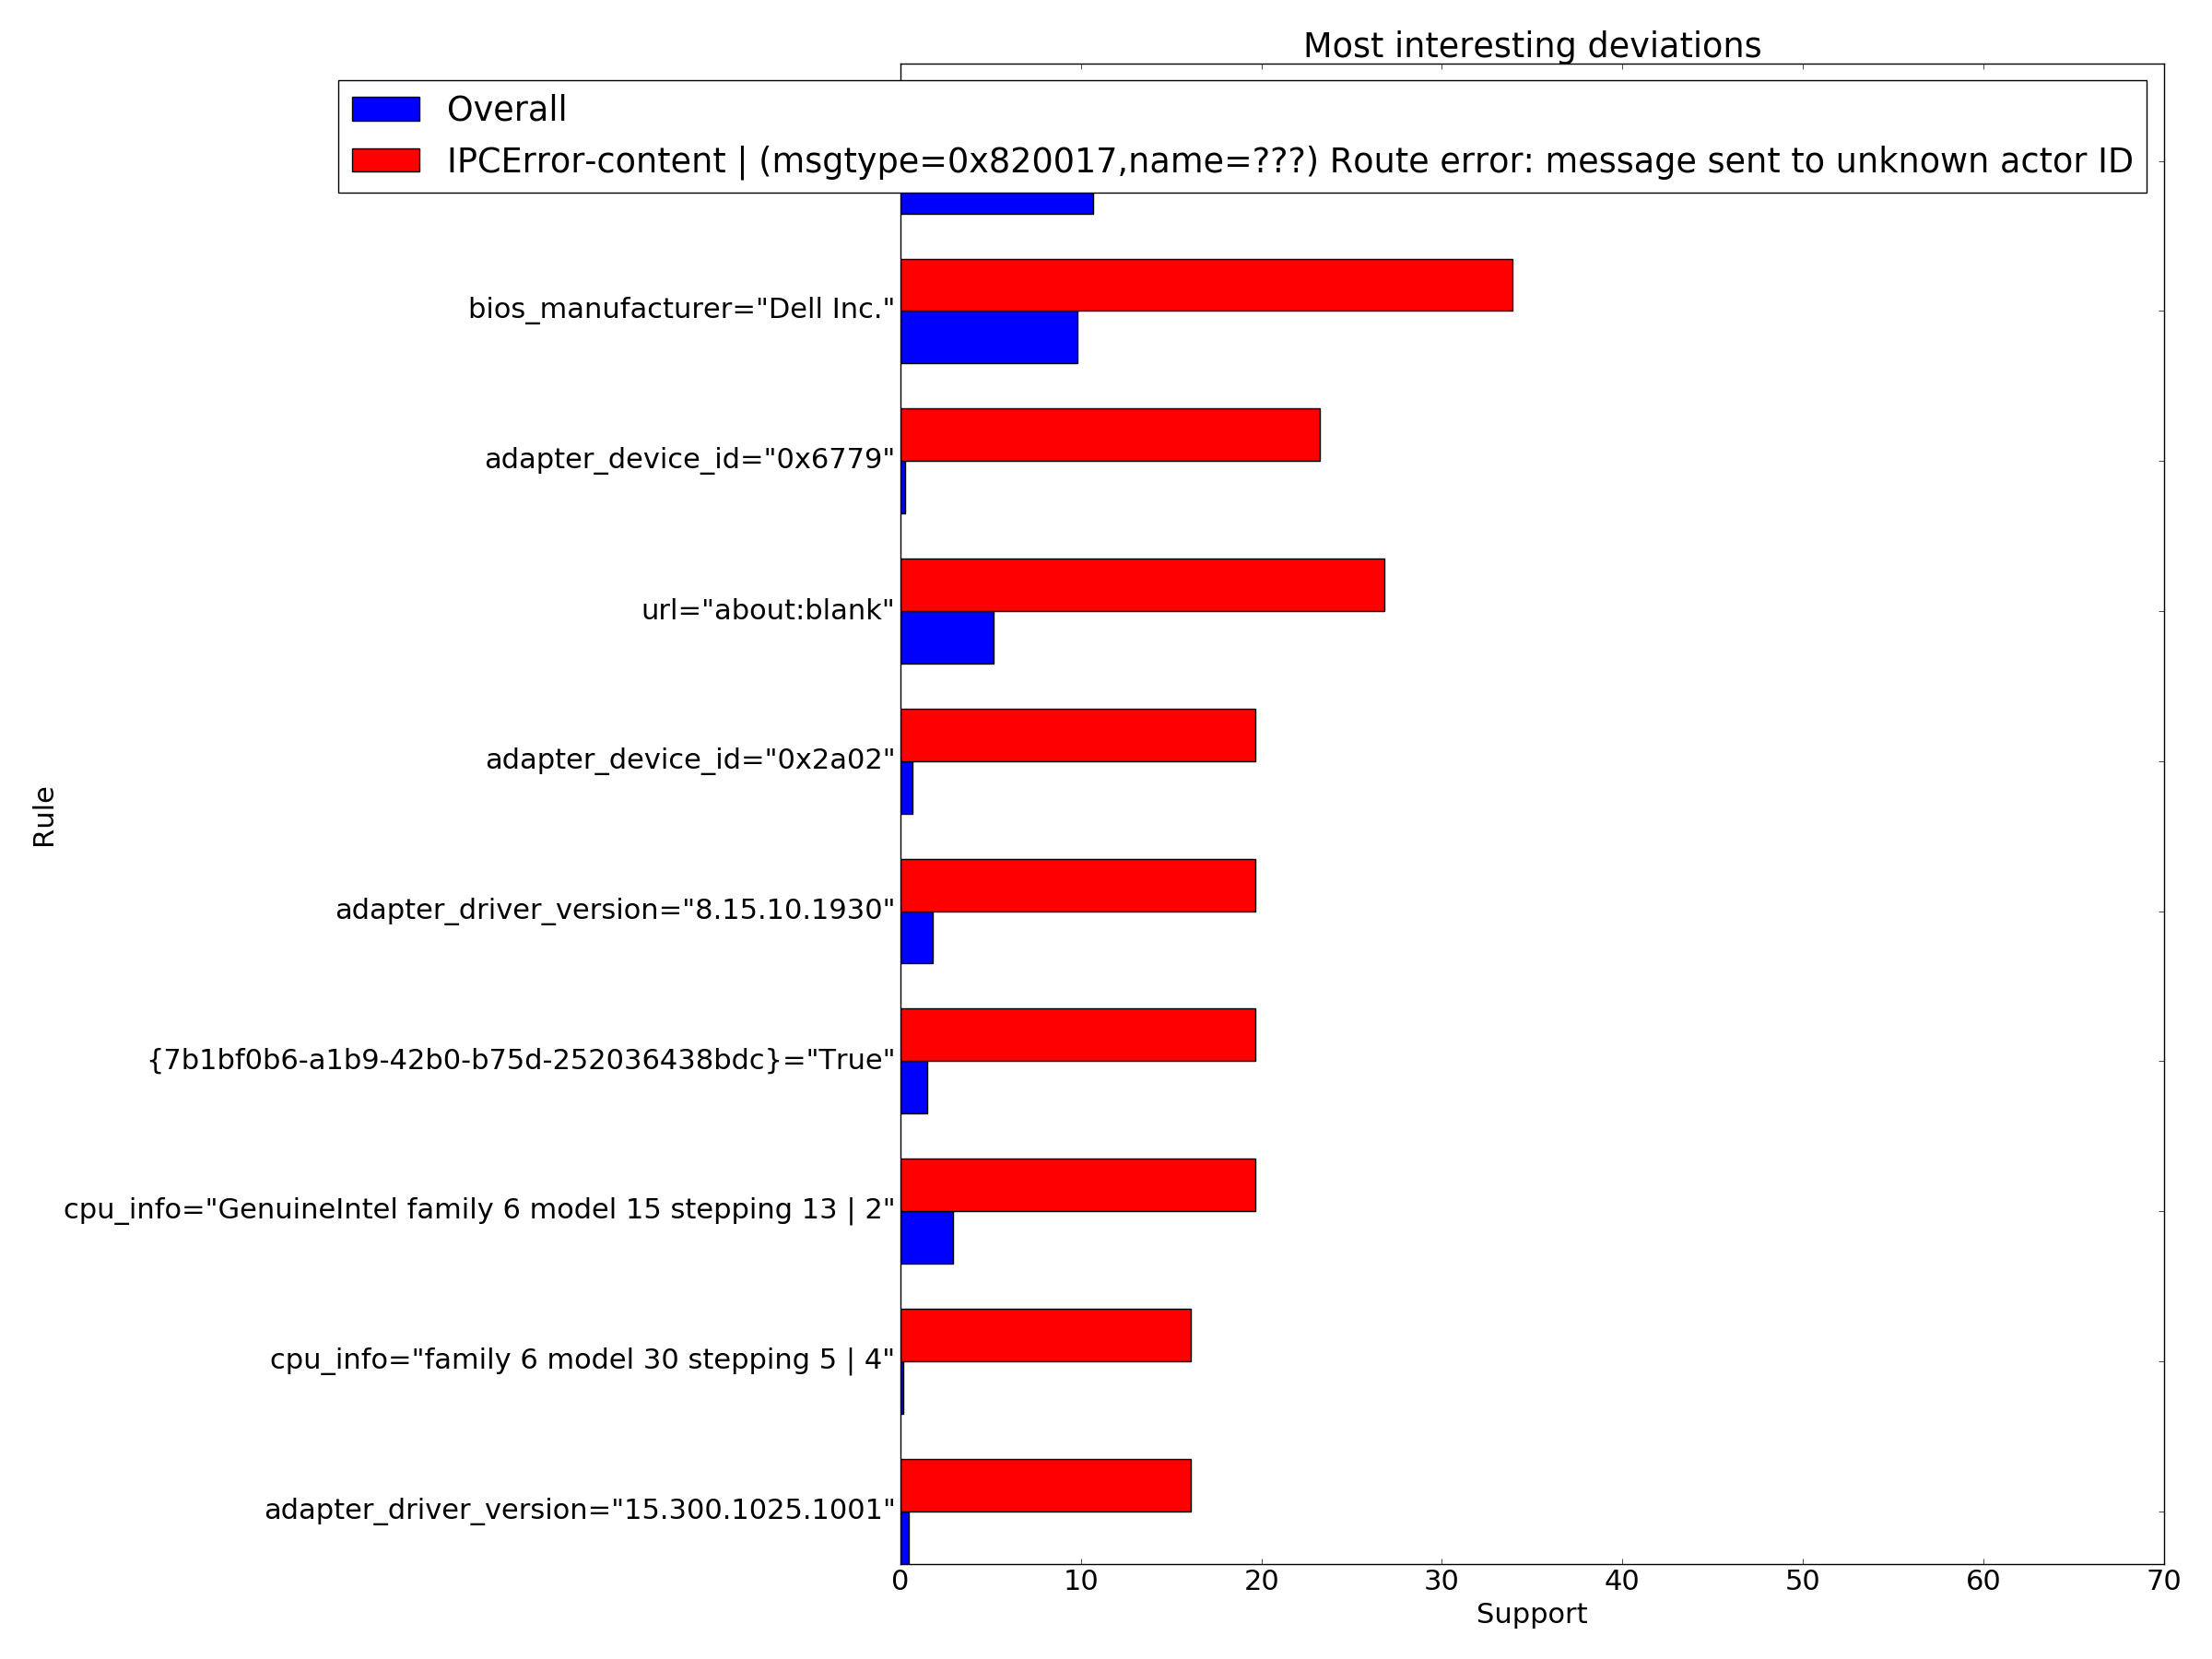 Most interesting deviations
Overall
IPCError-content | (msgtype=0x820017,name=???) Route error: message sent to unknown actor ID
bios_manufacturer="Dell Inc."
adapter_device_id="0x6779"
url="about:blank"
adapter_device_id="0x2a02"
Rule
adapter_driver_version="8.15.10.1930"
{7b1bf0b6-a1b9-42b0-b75d-252036438bdc}="True"
cpu_info="GenuineIntel family 6 model 15 stepping 13 | 2"
cpu_info="family 6 model 30 stepping 5 | 4"
adapter_driver_version="15.300.1025.1001"
0 10 20 30 40 50 60 70
Support